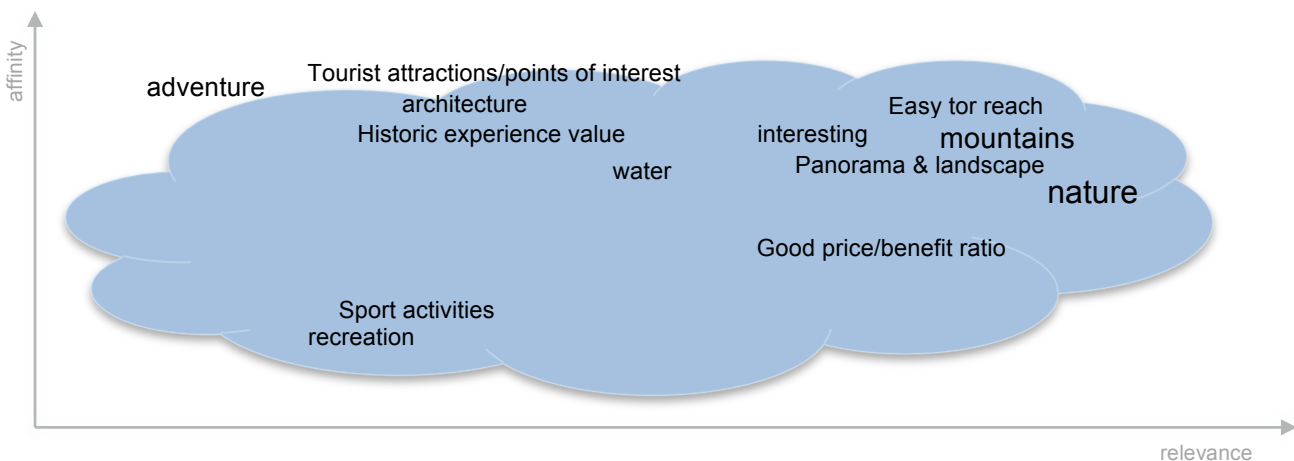 affinity
Tourist attractions/points of interest
adventure
architecture
Easy tor reach
Historic experience value
interesting
mountains
water
Panorama & landscape
nature
Good price/benefit ratio
Sport activities
recreation
relevance